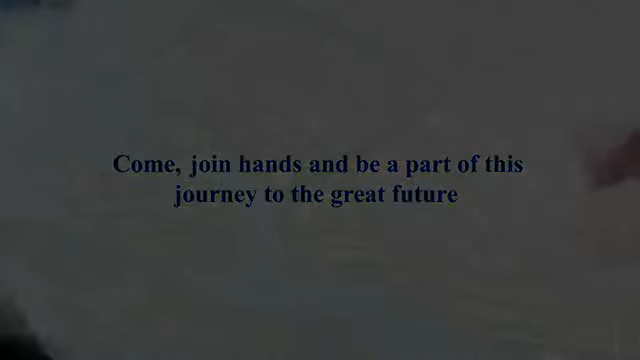 Come, join hands and be a part of this
journey to the great future